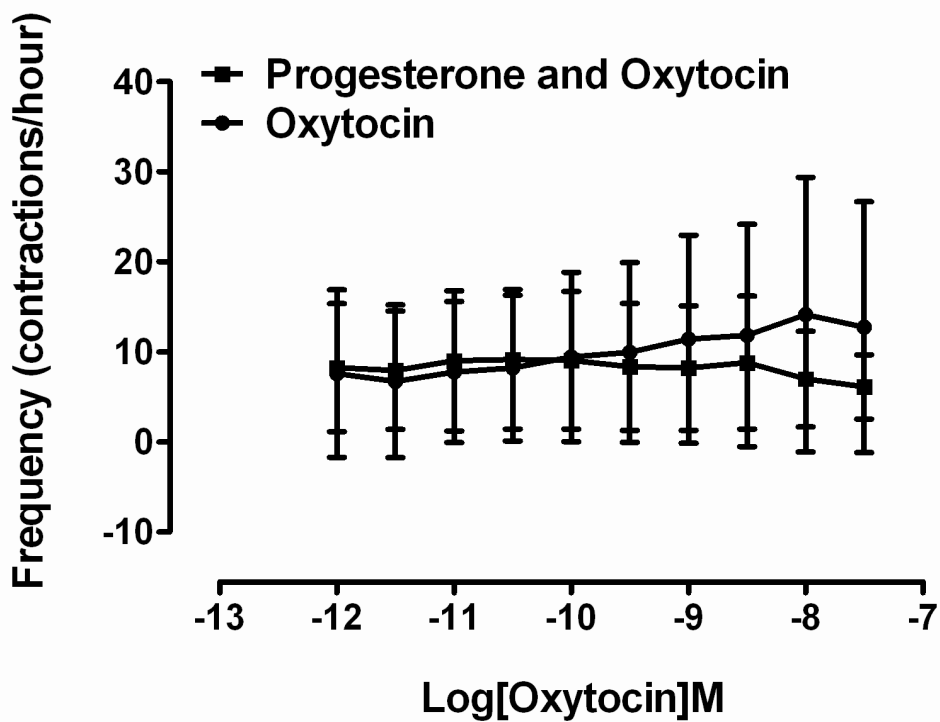 Frequency (contractions/hour)
Progesterone and Oxytocin
Oxytocin
40
30
20
10
0
-10
-13 -12 -11 -10 -9 -8 -7
Log[Oxytocin]M